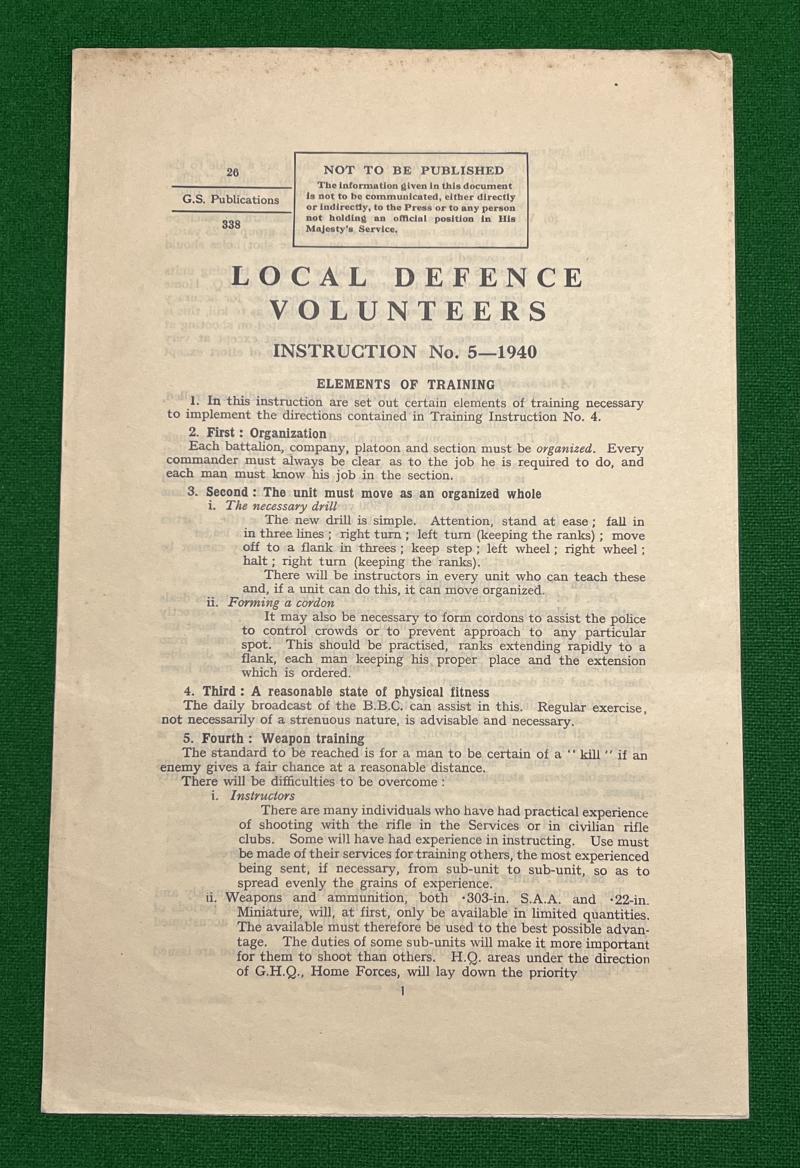 26
G.S. Publications
338
NOT TO BE PUBLISHED
The information given in this document
is not to be communicated, either directly
or indirectly, to the Press or to any person
not holding an official position in His
Majesty's Service.
LOCAL DEFENCE
VOLUNTEERS
INSTRUCTION No. 5—1940
ELEMENTS OF TRAINING
1. In this instruction are set out certain elements of training necessary
to implement the directions contained in Training Instruction No. 4.
2. First : Organization
Each battalion, company, platoon and section must be organized. Every
commander must always be clear as to the job he is required to do, and
each man must know his job in the section.
3. Second : The unit must move as an organized whole
i. The necessary drill
The new drill is simple. Attention, stand at ease ; fall in
in three lines ; right turn ; left turn (keeping the ranks) ; move
off to a flank in threes ; keep step ; left wheel ; right wheel ;
halt ; right turn (keeping the ranks).
There will be instructors in every unit who can teach these
and, if a unit can do this, it can move organized.
ii. Forming a cordon
It may also be necessary to form cordons to assist the police
to control crowds or to prevent approach to any particular
spot. This should be practised, ranks extending rapidly to a
flank, each man keeping his proper place and the extension
which is ordered.
4. Third : A reasonable state of physical fitness
The daily broadcast of the B.B.C. can assist in this. Regular exercise,
not necessarily of a strenuous nature, is advisable and necessary.
5. Fourth : Weapon training
The standard to be reached is for a man to be certain of a " kill " if an
enemy gives a fair chance at a reasonable distance.
There will be difficulties to be overcome :
i. Instructors
There are many individuals who have had practical experience
of shooting with the rifle in the Services or in civilian rifle
clubs. Some will have had experience in instructing. Use must
be made of their services for training others, the most experienced
being sent, if necessary, from sub-unit to sub-unit, so as to
spread evenly the grains of experience.
ii. Weapons and ammunition, both ·303-in. S.A.A. and ·22-in.
Miniature, will, at first, only be available in limited quantities.
The available must therefore be used to the best possible advan-
tage. The duties of some sub-units will make it more important
for them to shoot than others. H.Q. areas under the direction
of G.H.Q., Home Forces, will lay down the priority
1